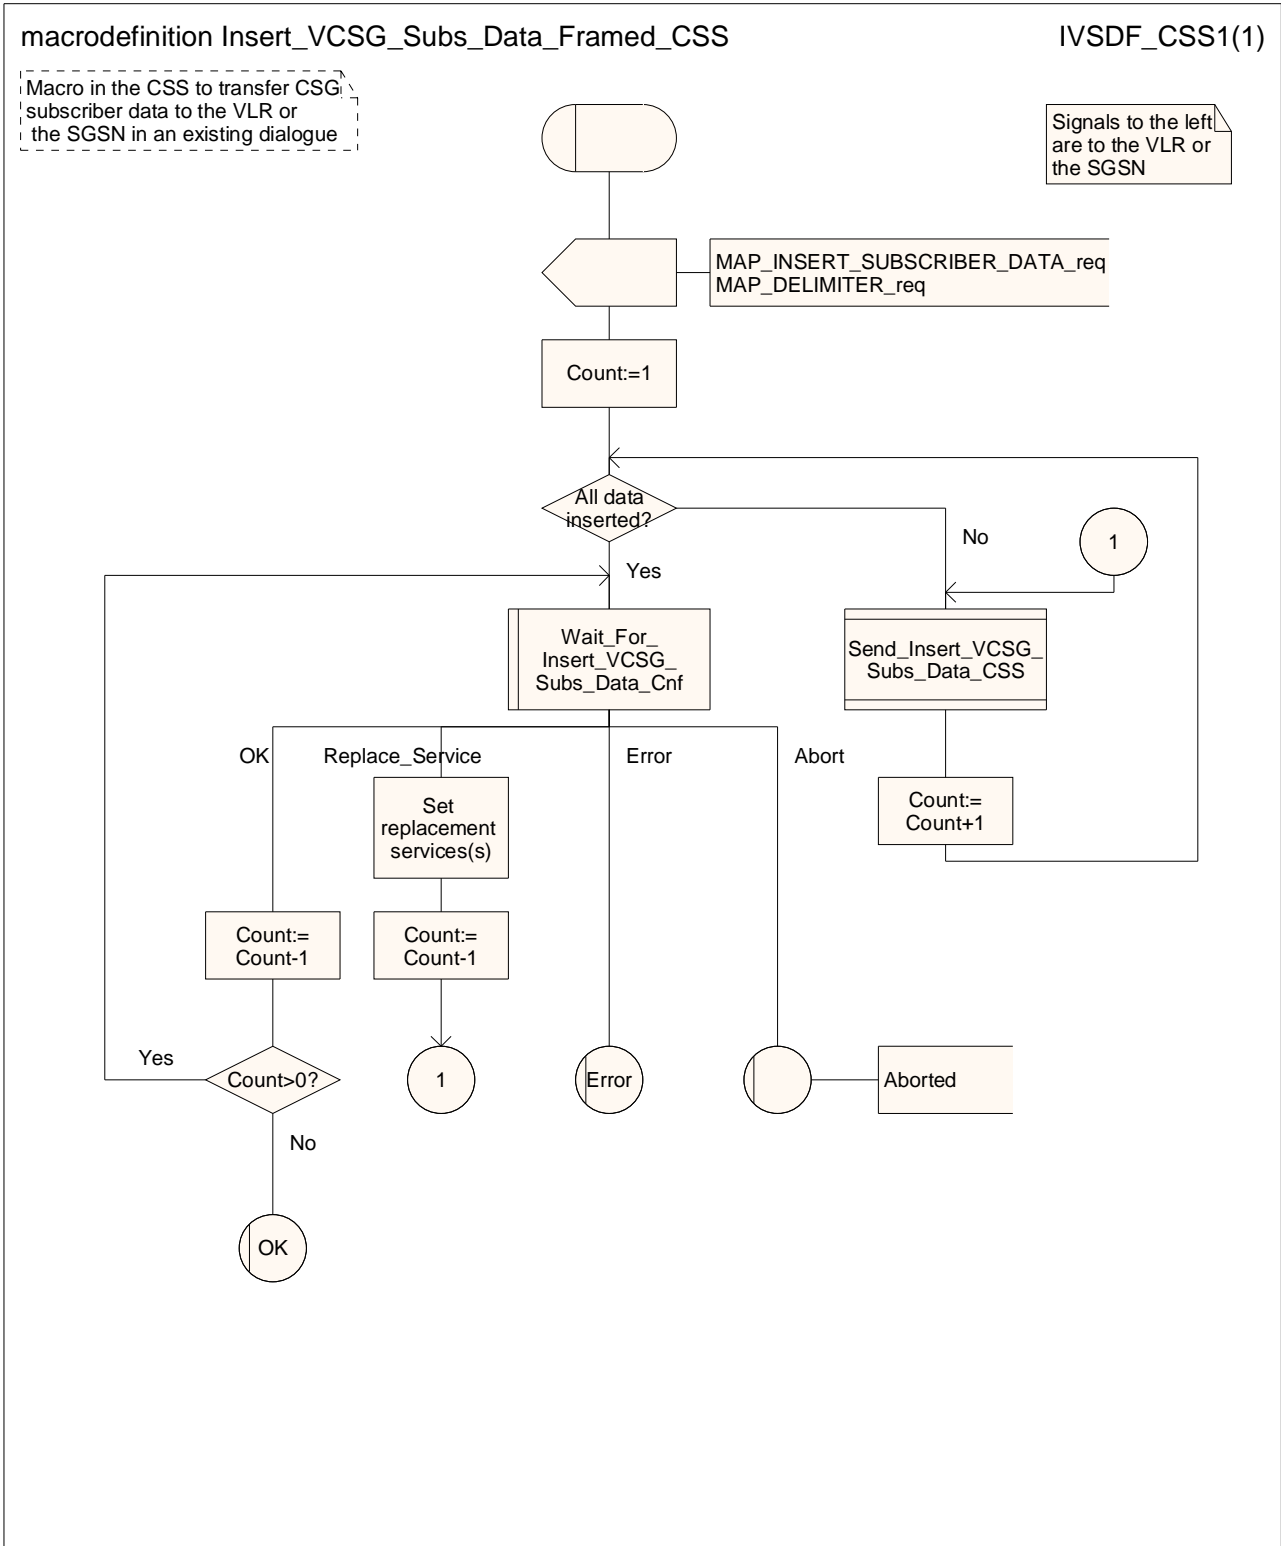 macrodefinition Insert_VCSG_Subs_Data_Framed_CSS
IVSDF_CSS1(1)
Macro in the CSS to transfer CSG
subscriber data to the VLR or
the SGSN in an existing dialogue
Signals to the left
are to the VLR or
the SGSN
MAP_INSERT_SUBSCRIBER_DATA_req
MAP_DELIMITER_req
Count:=1
All data
inserted?
No
1
Yes
Wait_For_
Insert_VCSG_
Subs_Data_Cnf
Send_Insert_VCSG_
Subs_Data_CSS
OK
Replace_Service
Error
Abort
Set
replacement
services(s)
Count:=
Count+1
Count:=
Count-1
Count:=
Count-1
Yes
Count>0?
1
Error
Aborted
No
OK